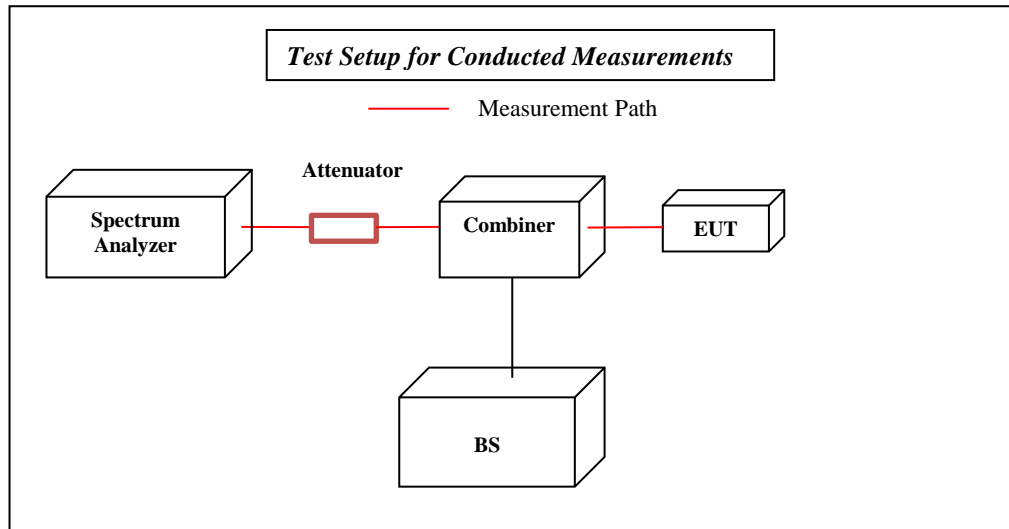 Test Setup for Conducted Measurements
Measurement Path
Attenuator
Spectrum
Analyzer
Combiner
EUT
BS